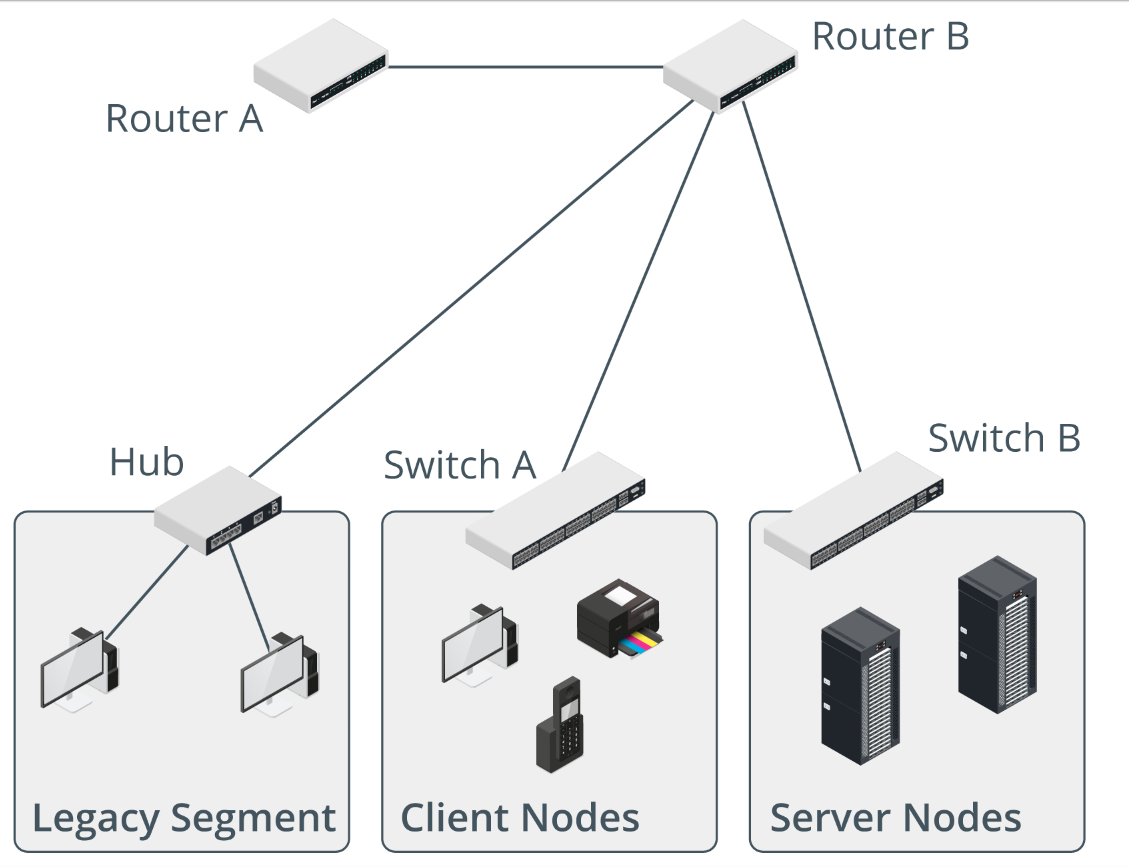 Router B
Router A
Hub
Switch A
Switch B
Legacy Segment
Client Nodes
Server Nodes